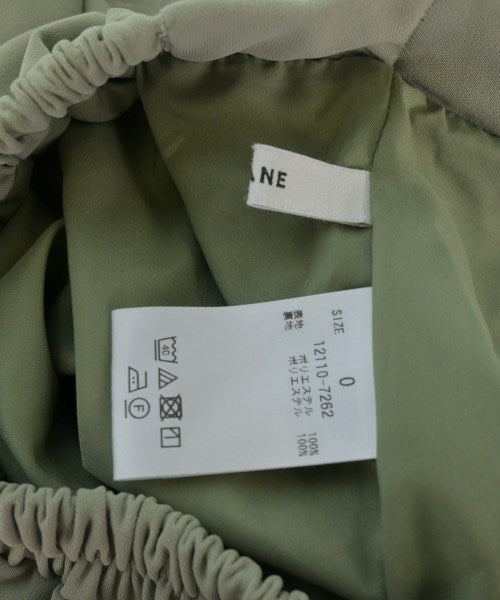 NE
SIZE 0
12110-7262
表地 ポリエステル 100%
裏地 ポリエステル 100%
40
F